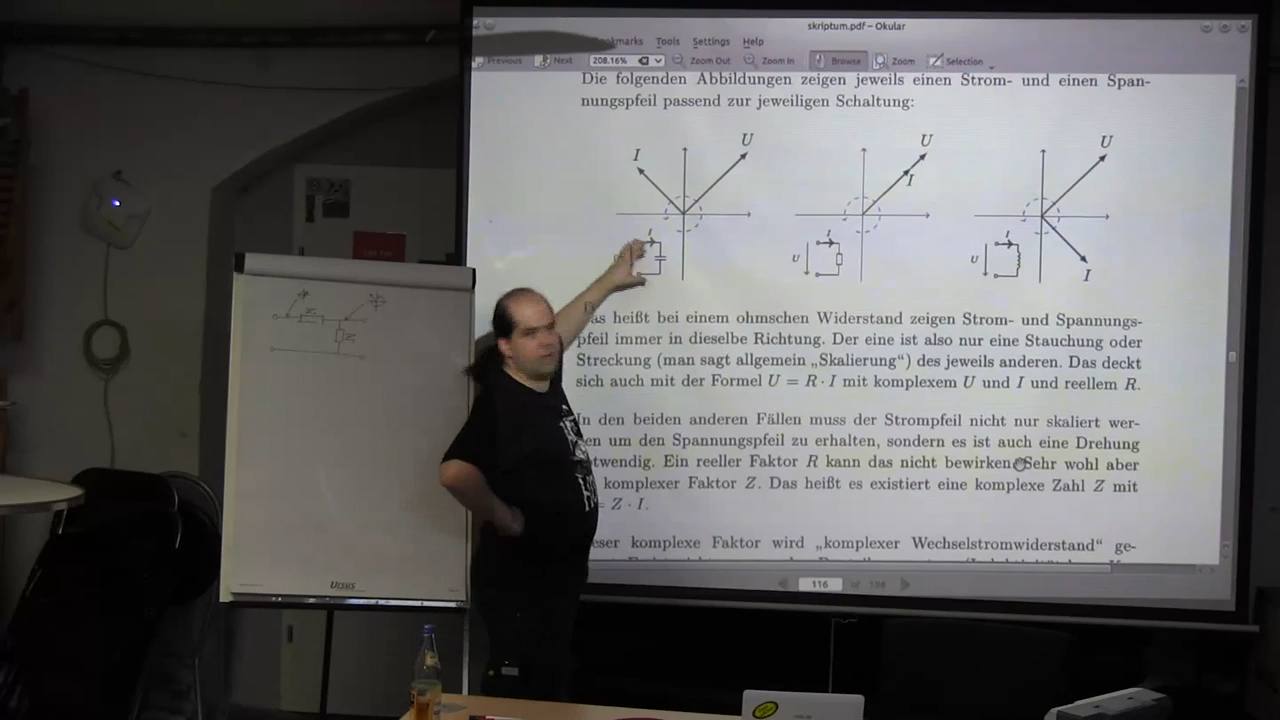 skriptum.pdf – Okular
Tools Settings Help
Previous Next 208.16% Zoom Out Zoom In Browse Zoom Selection
Die folgenden Abbildungen zeigen jeweils einen Strom- und einen Span-
nungspfeil passend zur jeweiligen Schaltung:
I U U I U I
I U I U I
heißt bei einem ohmschen Widerstand zeigen Strom- und Spannungs-
pfeil immer in dieselbe Richtung. Der eine ist also nur eine Stauchung oder
Streckung (man sagt allgemein „Skalierung“) des jeweils anderen. Das deckt
sich auch mit der Formel U = R · I mit komplexem U und I und reellem R.
In den beiden anderen Fällen muss der Strompfeil nicht nur skaliert wer-
um den Spannungspfeil zu erhalten, sondern es ist auch eine Drehung
Ein reeller Faktor R kann das nicht bewirken Sehr wohl aber
komplexer Faktor Z. Das heißt es existiert eine komplexe Zahl Z mit
= Z · I.
komplexe Faktor wird „komplexer Wechselstromwiderstand“ ge-
116 of
URSUS